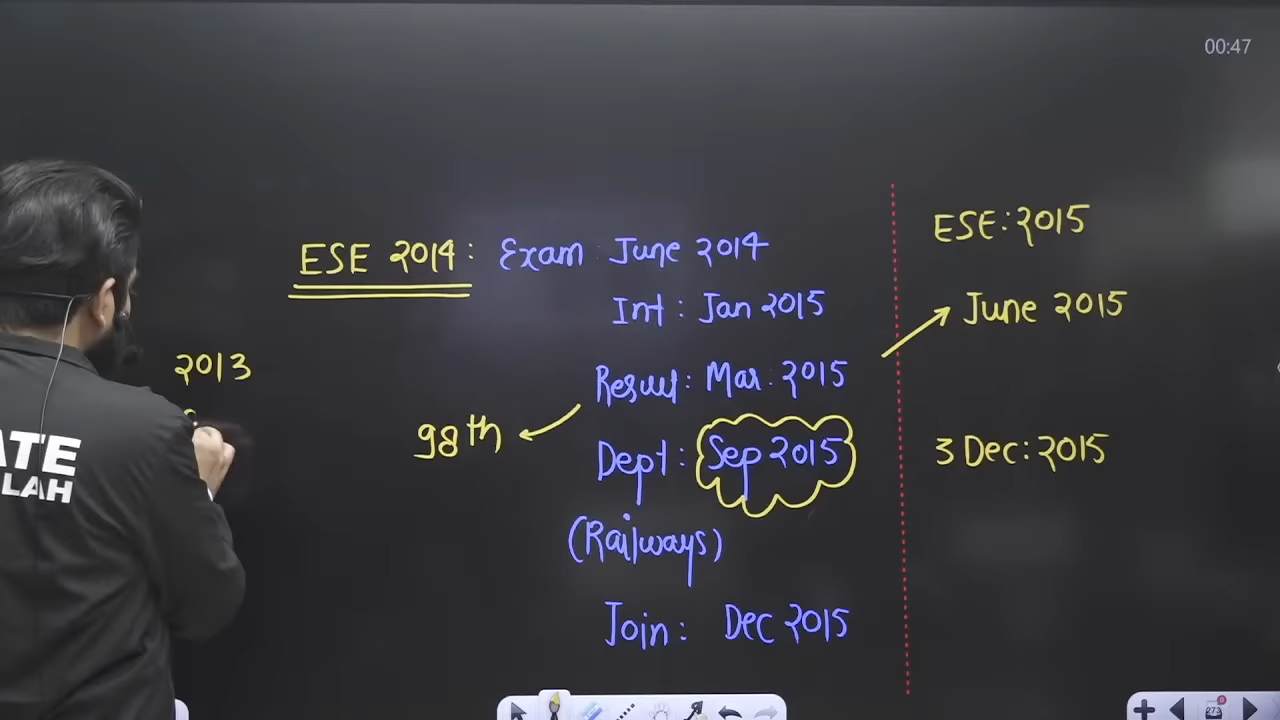 00:47
ESE 2014: Exam: June 2014
Int: Jan 2015
Result: Mar. 2015
98th
Dept: Sep 2015
(Railways)
Join: Dec 2015
ESE: 2015
June 2015
3 Dec: 2015
2013
ATE
LAH